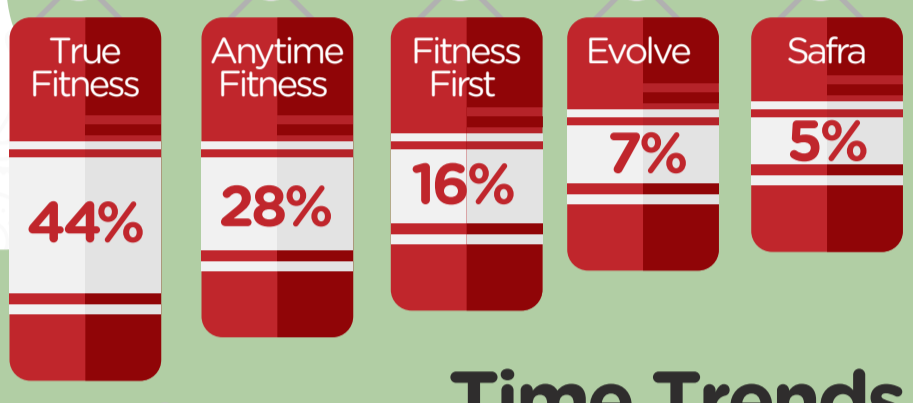 True
Fitness
44%
Anytime
Fitness
28%
Fitness
First
16%
Evolve
7%
Safra
5%
Time Trends